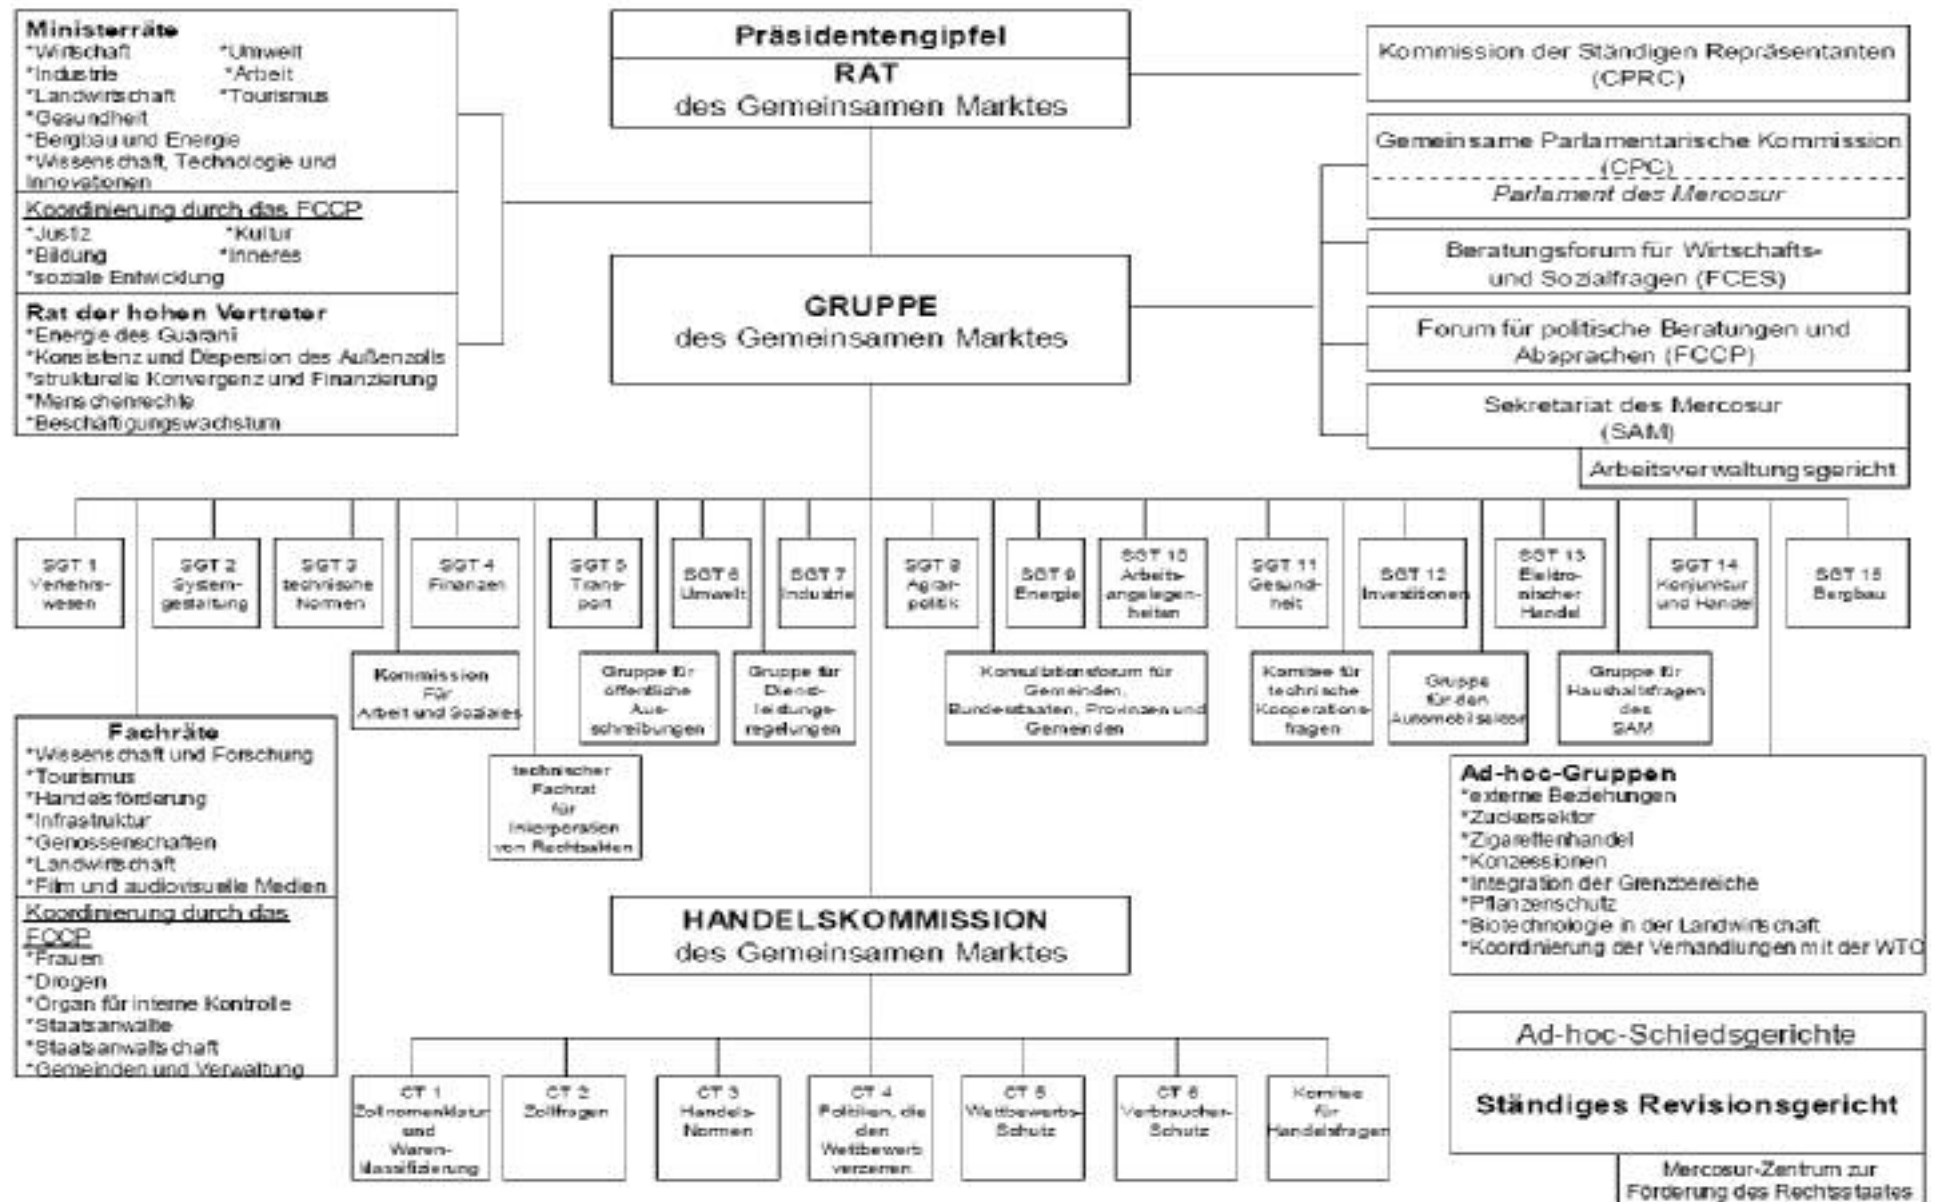 Ministerräte
*Wirtschaft *Umwelt
*Industrie *Arbeit
*Landwirtschaft *Tourismus
*Gesundheit
*Bergbau und Energie
*Wissenschaft, Technologie und
Innovationen
Koordinierung durch das FCCP
*Justiz *Kultur
*Bildung *Inneres
*soziale Entwicklung
Rat der hohen Vertreter
*Energie des Guaraní
*Konsistenz und Dispersion des Außenzolls
*strukturelle Konvergenz und Finanzierung
*Menschenrechte
*Beschäftigungswachstum
Präsidentengipfel
RAT
des Gemeinsamen Marktes
GRUPPE
des Gemeinsamen Marktes
Kommission der Ständigen Repräsentanten
(CPRC)
Gemeinsame Parlamentarische Kommission
(CPC)
Parlament des Mercosur
Beratungsforum für Wirtschafts-
und Sozialfragen (FCES)
Forum für politische Beratungen und
Absprachen (FCCP)
Sekretariat des Mercosur
(SAM)
Arbeitsverwaltungsgericht
SGT 1
Verkehrs-
wesen
SGT 2
System-
gestaltung
SGT 3
technische
Normen
SGT 4
Finanzen
SGT 5
Trans-
port
SGT 6
Umwelt
SGT 7
Industrie
SGT 8
Agrar-
politik
SGT 9
Energie
SGT 10
Arbeits-
angelegen-
heiten
SGT 11
Gesund-
heit
SGT 12
Investitionen
SGT 13
Elektro-
nischer
Handel
SGT 14
Konjunktur
und Handel
SGT 15
Bergbau
Kommission
Für
Arbeit und Soziales
Gruppe für
öffentliche
Aus-
schreibungen
Gruppe für
Dienst-
leistungs-
regelungen
Konsultationsforum für
Gemeinden,
Bundesstaaten, Provinzen und
Gemeinden
Komitee für
technische
Kooperations-
fragen
Gruppe
für den
Automobilsektor
Gruppe für
Haushaltsfragen
des
SAM
technischer
Fachrat
für
Inkorporation
von Rechtsakten
Fachräte
*Wissenschaft und Forschung
*Tourismus
*Handelsförderung
*Infrastruktur
*Genossenschaften
*Landwirtschaft
*Film und audiovisuelle Medien
Koordinierung durch das
FCCP
*Frauen
*Drogen
*Organ für interne Kontrolle
*Staatsanwälte
*Staatsanwaltschaft
*Gemeinden und Verwaltung
Ad-hoc-Gruppen
*externe Beziehungen
*Zuckersektor
*Zigarettenhandel
*Konzessionen
*Integration der Grenzbereiche
*Pflanzenschutz
*Biotechnologie in der Landwirtschaft
*Koordinierung der Verhandlungen mit der WTO
HANDELSKOMMISSION
des Gemeinsamen Marktes
CT 1
Zollnomenklatur
und
Waren-
klassifizierung
CT 2
Zollfragen
CT 3
Handels-
Normen
CT 4
Politiken, die
den
Wettbewerb
verzerren
CT 5
Wettbewerbs-
Schutz
CT 6
Verbraucher-
Schutz
Komitee
für
Handelsfragen
Ad-hoc-Schiedsgerichte
Ständiges Revisionsgericht
Mercosur-Zentrum zur
Förderung des Rechtsstaates